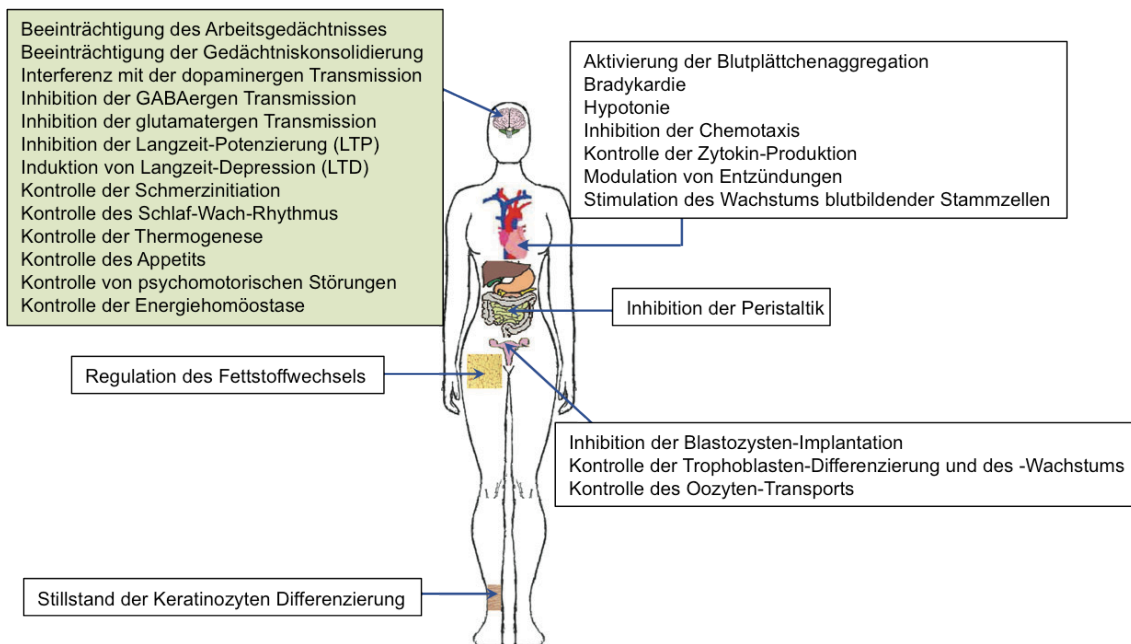 Beeinträchtigung des Arbeitsgedächtnisses
Beeinträchtigung der Gedächtniskonsolidierung
Interferenz mit der dopaminergen Transmission
Inhibition der GABAergen Transmission
Inhibition der glutamatergen Transmission
Inhibition der Langzeit-Potenzierung (LTP)
Induktion von Langzeit-Depression (LTD)
Kontrolle der Schmerzinitiation
Kontrolle des Schlaf-Wach-Rhythmus
Kontrolle der Thermogenese
Kontrolle des Appetits
Kontrolle von psychomotorischen Störungen
Kontrolle der Energiehomöostase
Aktivierung der Blutplättchenaggregation
Bradykardie
Hypotonie
Inhibition der Chemotaxis
Kontrolle der Zytokin-Produktion
Modulation von Entzündungen
Stimulation des Wachstums blutbildender Stammzellen
Inhibition der Peristaltik
Regulation des Fettstoffwechsels
Inhibition der Blastozysten-Implantation
Kontrolle der Trophoblasten-Differenzierung und des -Wachstums
Kontrolle des Oozyten-Transports
Stillstand der Keratinozyten Differenzierung